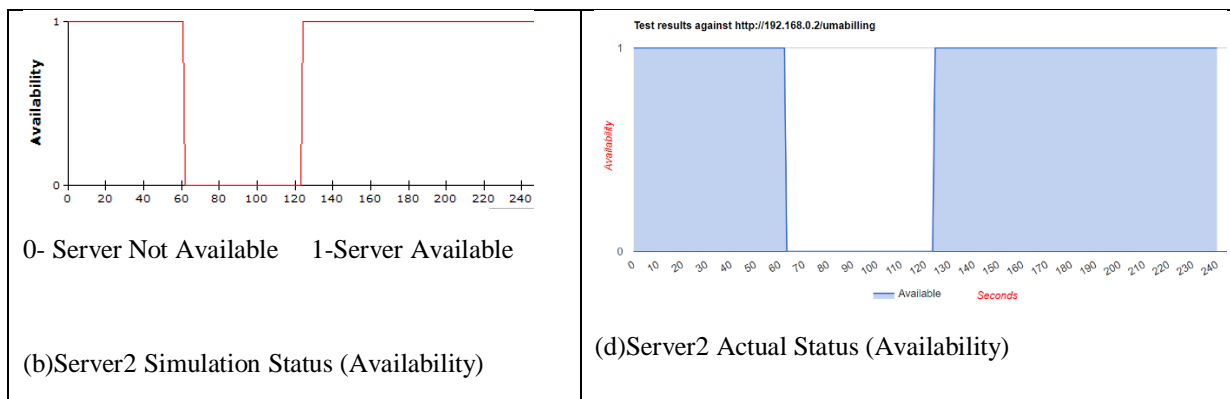 1
Availability
0
0 20 40 60 80 100 120 140 160 180 200 220 240
0- Server Not Available 1-Server Available
(b)Server2 Simulation Status (Availability)
Test results against http://192.168.0.2/umabilling
1
Availability
0
0 10 20 30 40 50 60 70 80 90 100 110 120 130 140 150 160 170 180 190 200 210 220 230 240
Available Seconds
(d)Server2 Actual Status (Availability)